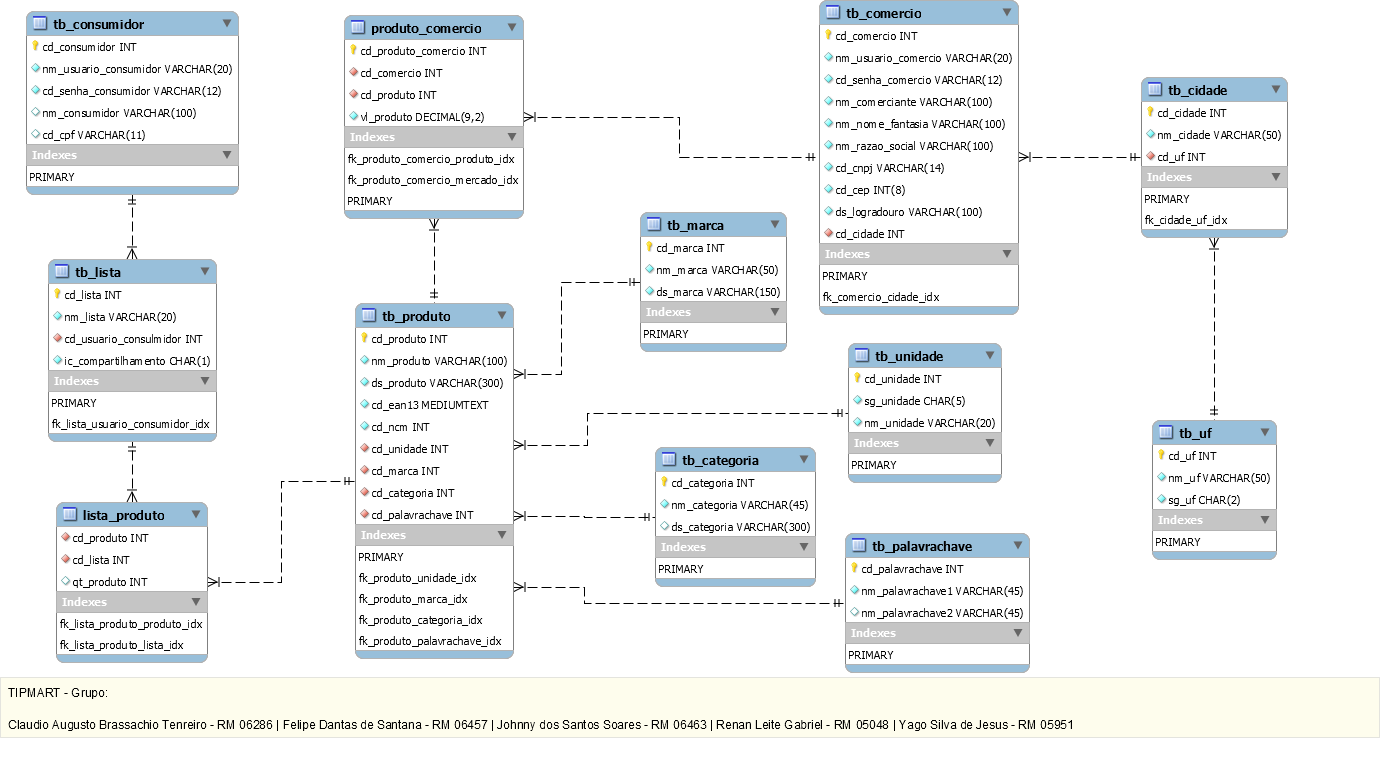 tb_consumidor
cd_consumidor INT
nm_usuario_consumidor VARCHAR(20)
cd_senha_consumidor VARCHAR(12)
nm_consumidor VARCHAR(100)
cd_cpf VARCHAR(11)
Indexes
PRIMARY
tb_lista
cd_lista INT
nm_lista VARCHAR(20)
cd_usuario_consulmidor INT
ic_compartilhamento CHAR(1)
Indexes
PRIMARY
fk_lista_usuario_consumidor_idx
lista_produto
cd_produto INT
cd_lista INT
qt_produto INT
Indexes
fk_lista_produto_produto_idx
fk_lista_produto_lista_idx
produto_comercio
cd_produto_comercio INT
cd_comercio INT
cd_produto INT
vl_produto DECIMAL(9,2)
Indexes
fk_produto_comercio_produto_idx
fk_produto_comercio_mercado_idx
PRIMARY
tb_produto
cd_produto INT
nm_produto VARCHAR(100)
ds_produto VARCHAR(300)
cd_ean13 MEDIUMTEXT
cd_ncm INT
cd_unidade INT
cd_marca INT
cd_categoria INT
cd_palavrachave INT
Indexes
PRIMARY
fk_produto_unidade_idx
fk_produto_marca_idx
fk_produto_categoria_idx
fk_produto_palavrachave_idx
tb_marca
cd_marca INT
nm_marca VARCHAR(50)
ds_marca VARCHAR(150)
Indexes
PRIMARY
tb_categoria
cd_categoria INT
nm_categoria VARCHAR(45)
ds_categoria VARCHAR(300)
Indexes
PRIMARY
tb_comercio
cd_comercio INT
nm_usuario_comercio VARCHAR(20)
cd_senha_comercio VARCHAR(12)
nm_comerciante VARCHAR(100)
nm_nome_fantasia VARCHAR(100)
nm_razao_social VARCHAR(100)
cd_cnpj VARCHAR(14)
cd_cep INT(8)
ds_logradouro VARCHAR(100)
cd_cidade INT
Indexes
PRIMARY
fk_comercio_cidade_idx
tb_unidade
cd_unidade INT
sg_unidade CHAR(5)
nm_unidade VARCHAR(20)
Indexes
PRIMARY
tb_palavrachave
cd_palavrachave INT
nm_palavrachave1 VARCHAR(45)
nm_palavrachave2 VARCHAR(45)
Indexes
PRIMARY
tb_cidade
cd_cidade INT
nm_cidade VARCHAR(50)
cd_uf INT
Indexes
PRIMARY
fk_cidade_uf_idx
tb_uf
cd_uf INT
nm_uf VARCHAR(50)
sg_uf CHAR(2)
Indexes
PRIMARY
TIPMART - Grupo:
Claudio Augusto Brassachio Tenreiro - RM 06286 | Felipe Dantas de Santana - RM 06457 | Johnny dos Santos Soares - RM 06463 | Renan Leite Gabriel - RM 05048 | Yago Silva de Jesus - RM 05951